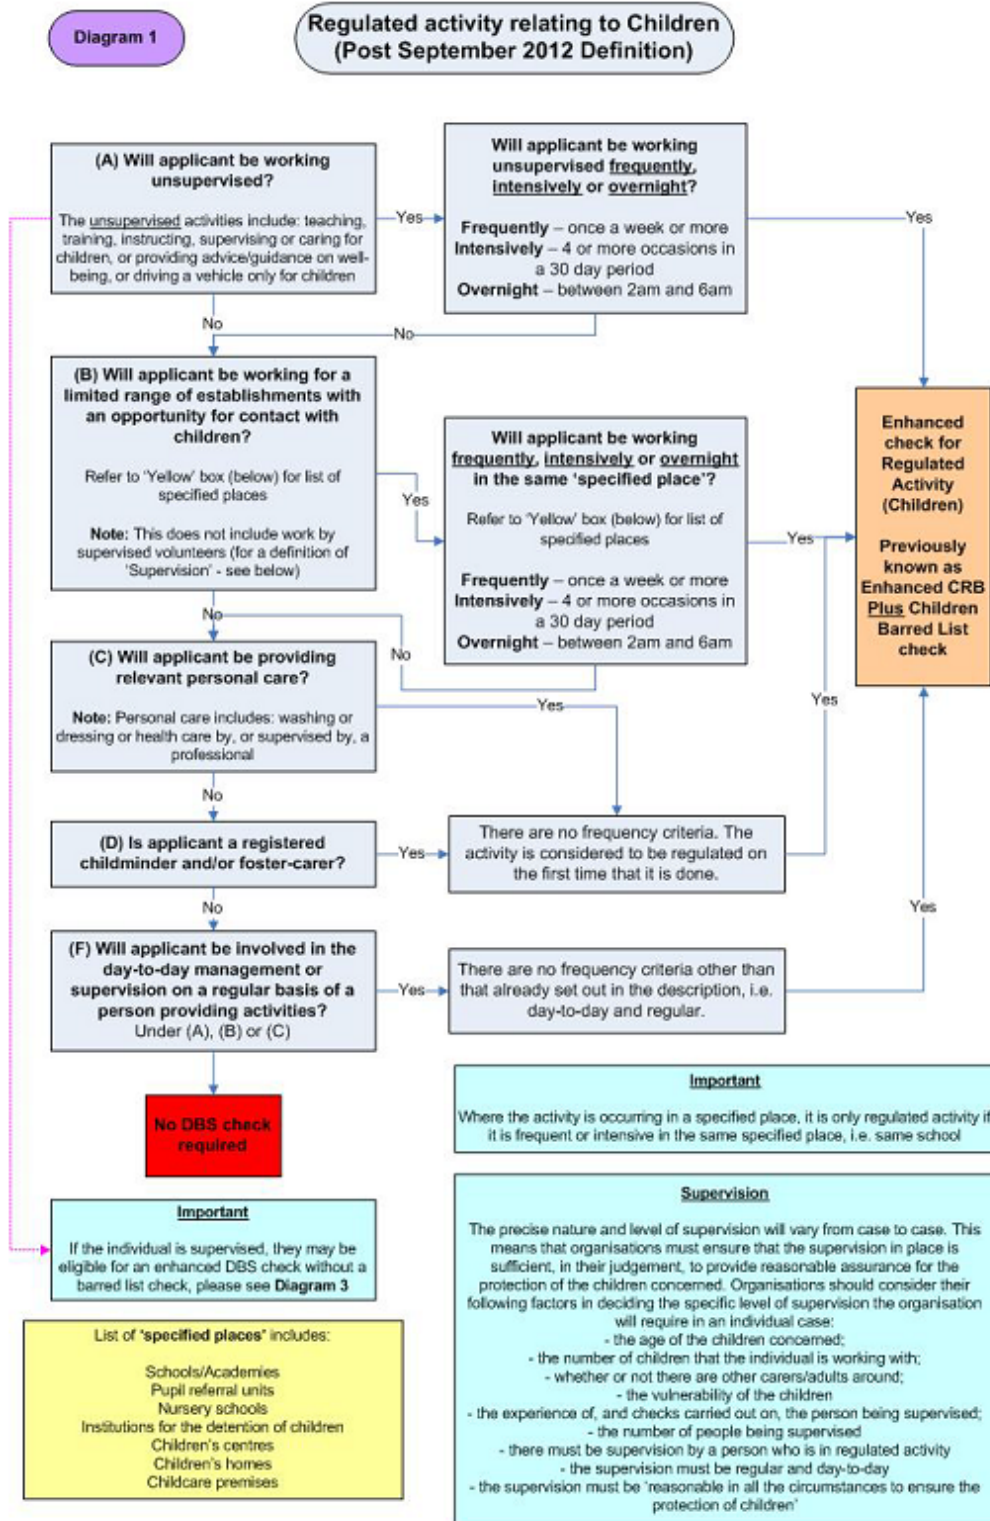 Diagram 1
Regulated activity relating to Children
(Post September 2012 Definition)
(A) Will applicant be working
unsupervised?
The unsupervised activities include: teaching,
training, instructing, supervising or caring for
children, or providing advice/guidance on well-
being, or driving a vehicle only for children
Yes
Will applicant be working
unsupervised frequently,
intensively or overnight?
Frequently – once a week or more
Intensively – 4 or more occasions in
a 30 day period
Overnight – between 2am and 6am
Yes
No
No
(B) Will applicant be working for a
limited range of establishments with
an opportunity for contact with
children?
Refer to 'Yellow' box (below) for list of
specified places
Note: This does not include work by
supervised volunteers (for a definition of
'Supervision' - see below)
Yes
Will applicant be working
frequently, intensively or overnight
in the same 'specified place'?
Refer to 'Yellow' box (below) for list of
specified places
Frequently – once a week or more
Intensively – 4 or more occasions in
a 30 day period
Overnight – between 2am and 6am
Yes
Enhanced
check for
Regulated
Activity
(Children)
Previously
known as
Enhanced CRB
Plus Children
Barred List
check
No
No
(C) Will applicant be providing
relevant personal care?
Note: Personal care includes: washing or
dressing or health care by, or supervised by, a
professional
Yes
Yes
No
(D) Is applicant a registered
childminder and/or foster-carer?
Yes
There are no frequency criteria. The
activity is considered to be regulated on
the first time that it is done.
No
Yes
(F) Will applicant be involved in the
day-to-day management or
supervision on a regular basis of a
person providing activities?
Under (A), (B) or (C)
Yes
There are no frequency criteria other than
that already set out in the description, i.e.
day-to-day and regular.
No DBS check
required
Important
Where the activity is occurring in a specified place, it is only regulated activity if
it is frequent or intensive in the same specified place, i.e. same school
Important
If the individual is supervised, they may be
eligible for an enhanced DBS check without a
barred list check, please see Diagram 3
List of 'specified places' includes:
Schools/Academies
Pupil referral units
Nursery schools
Institutions for the detention of children
Children's centres
Children's homes
Childcare premises
Supervision
The precise nature and level of supervision will vary from case to case. This
means that organisations must ensure that the supervision in place is
sufficient, in their judgement, to provide reasonable assurance for the
protection of the children concerned. Organisations should consider their
following factors in deciding the specific level of supervision the organisation
will require in an individual case:
- the age of the children concerned;
- the number of children that the individual is working with;
- whether or not there are other carers/adults around;
- the vulnerability of the children
- the experience of, and checks carried out on, the person being supervised;
- the number of people being supervised
- there must be supervision by a person who is in regulated activity
- the supervision must be regular and day-to-day
- the supervision must be 'reasonable in all the circumstances to ensure the
protection of children'